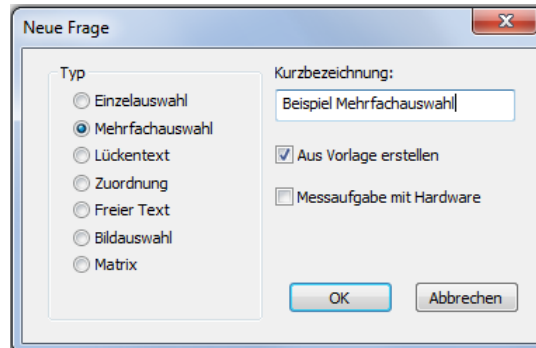 Neue Frage
Typ
Einzelauswahl
Mehrfachauswahl
Lückentext
Zuordnung
Freier Text
Bildauswahl
Matrix
Kurzbezeichnung:
Beispiel Mehrfachauswahl
Aus Vorlage erstellen
Messaufgabe mit Hardware
OK
Abbrechen